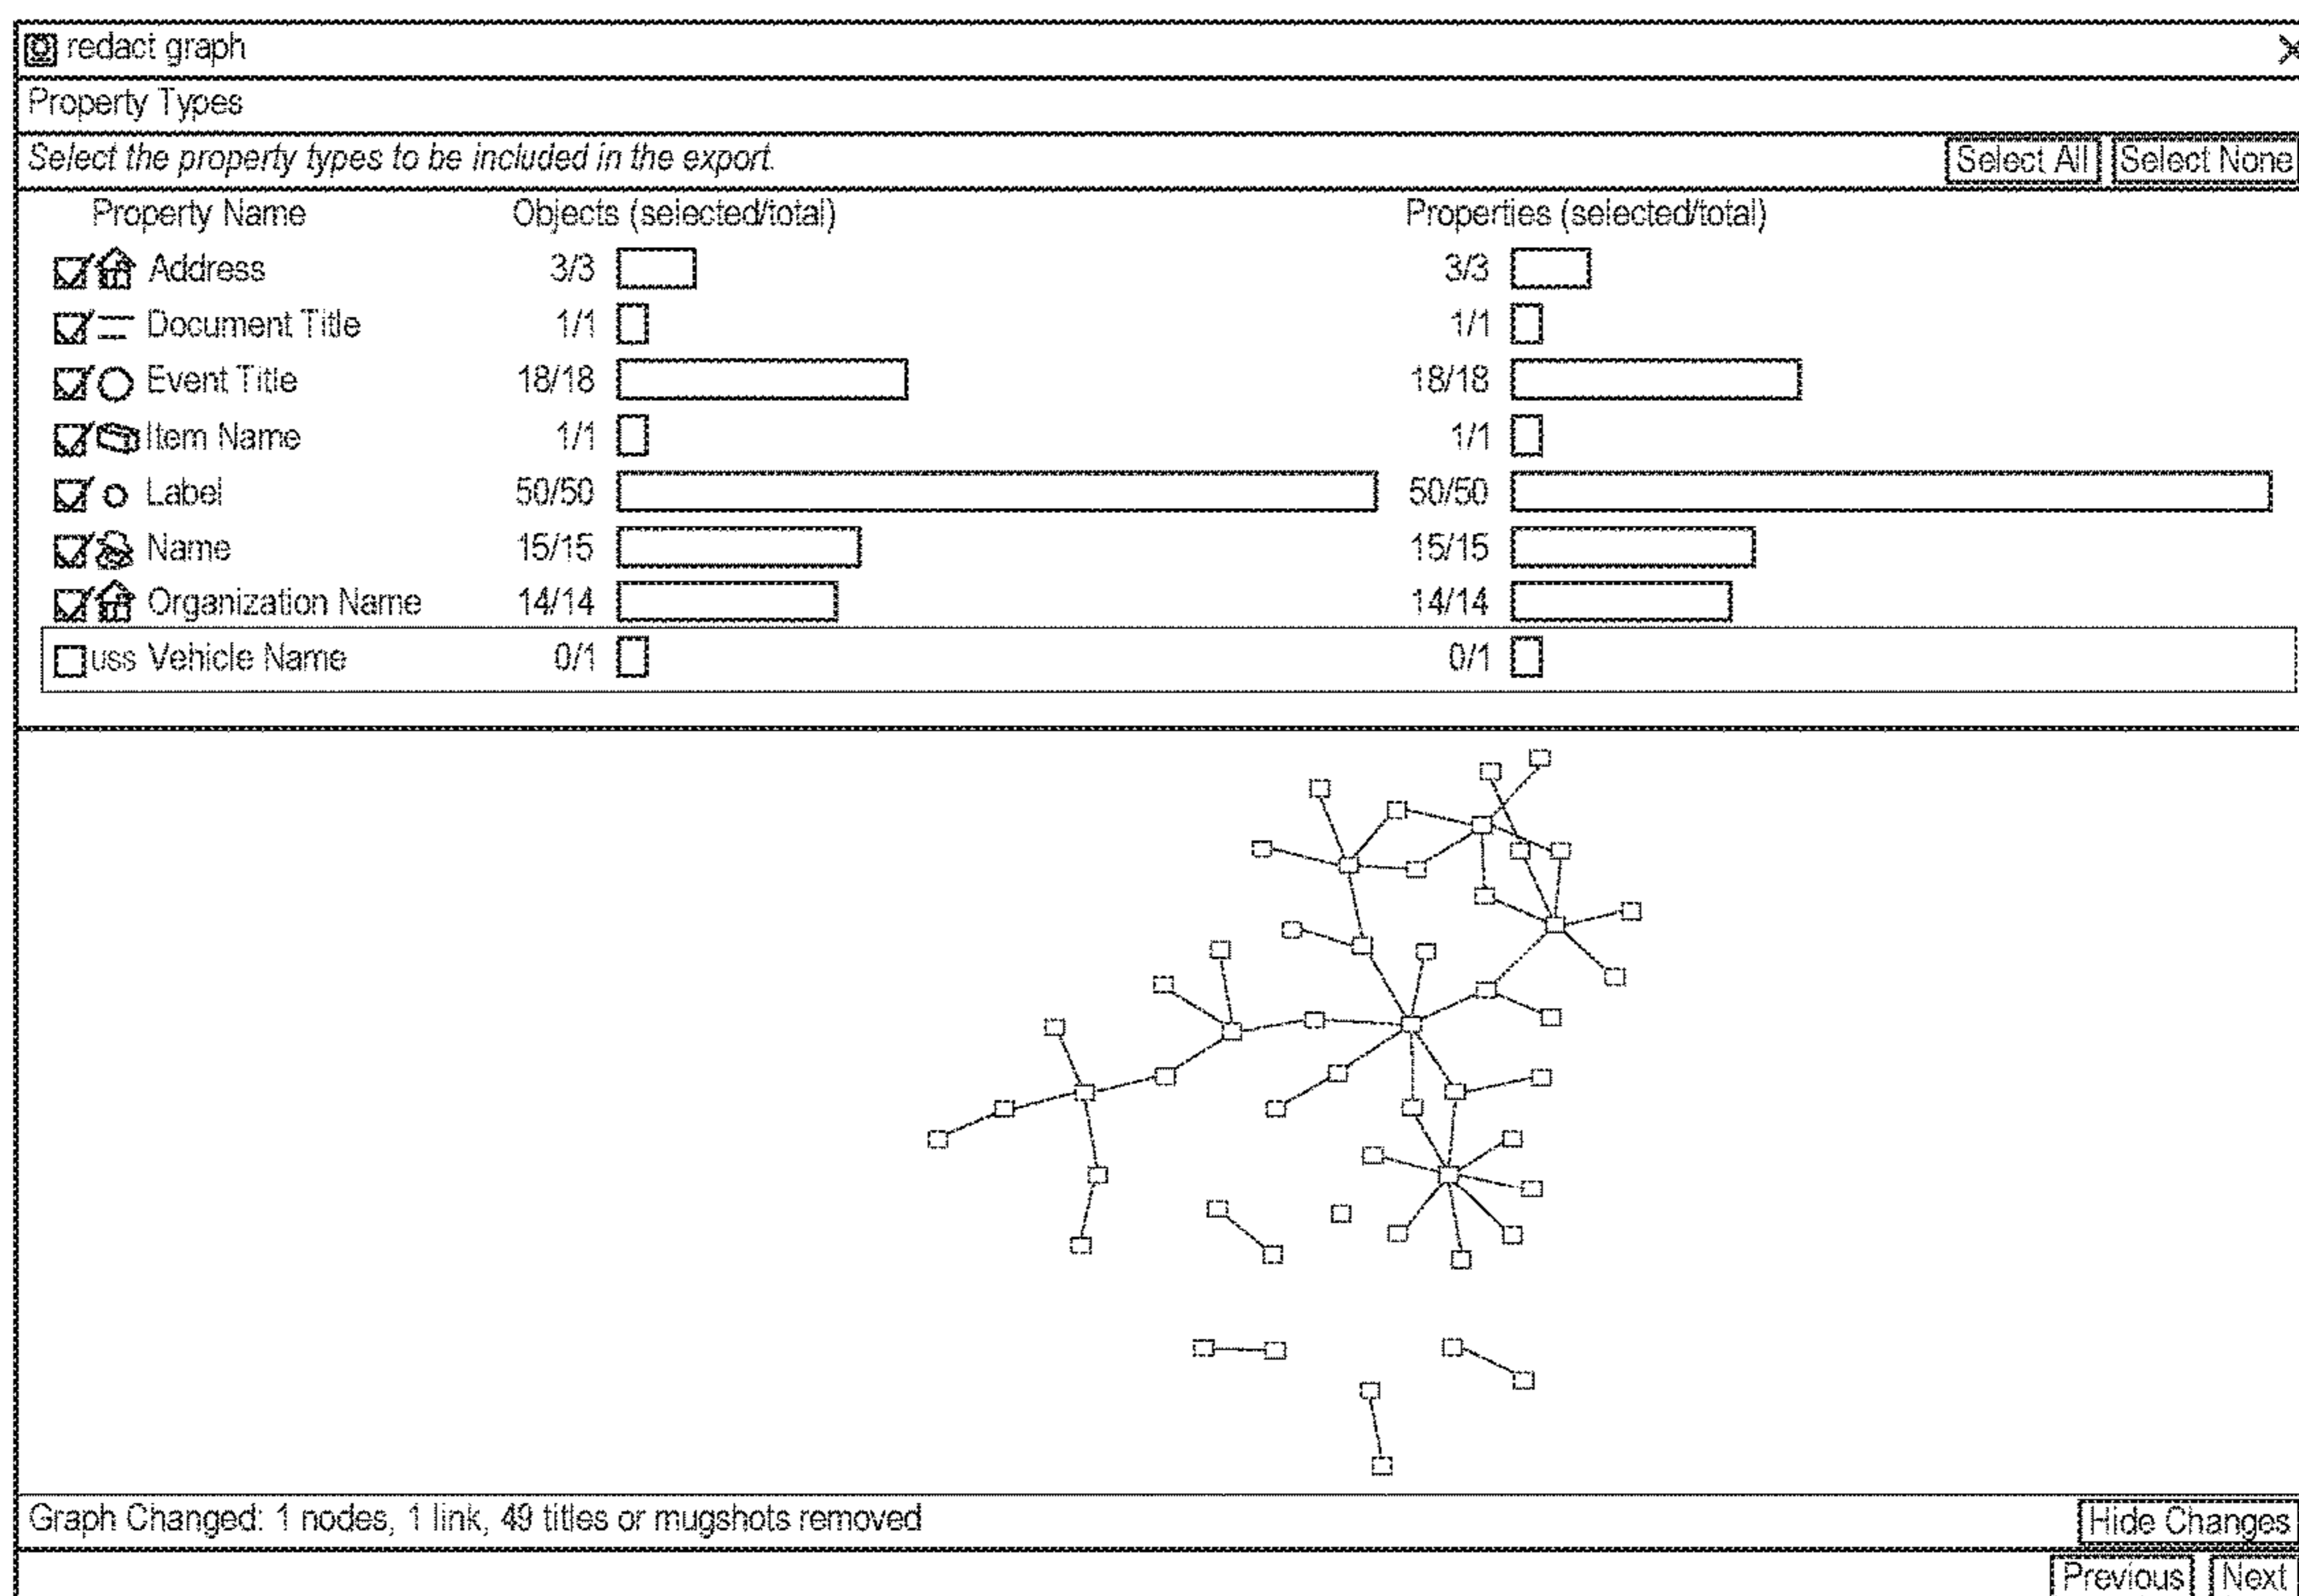 redact graph
Property Types
Select the property types to be included in the export. Select All Select None
Property Name Objects (selected/total) Properties (selected/total)
Address 3/3 3/3
Document Title 1/1 1/1
Event Title 18/18 18/18
Item Name 1/1 1/1
Label 50/50 50/50
Name 15/15 15/15
Organization Name 14/14 14/14
uss Vehicle Name 0/1 0/1
Graph Changed: 1 nodes, 1 link, 49 titles or mugshots removed Hide Changes
Previous Next